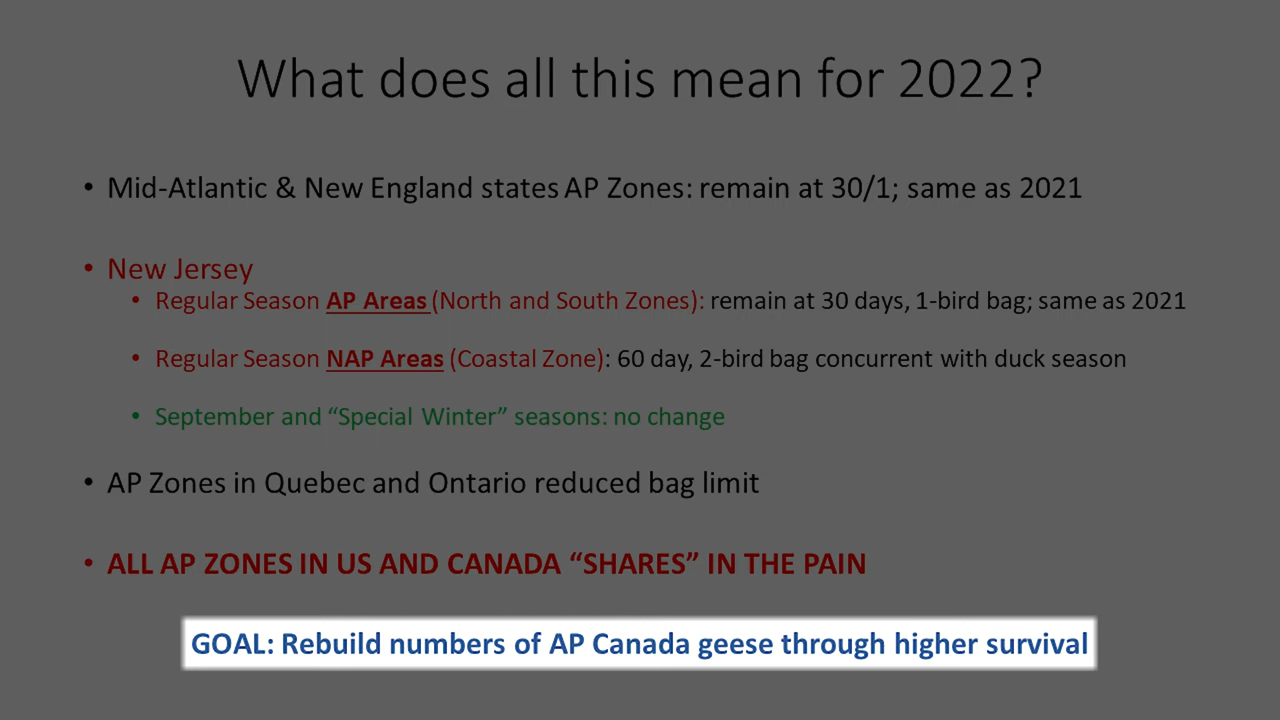 What does all this mean for 2022?
• Mid-Atlantic & New England states AP Zones: remain at 30/1; same as 2021
• New Jersey
• Regular Season AP Areas (North and South Zones): remain at 30 days, 1-bird bag; same as 2021
• Regular Season NAP Areas (Coastal Zone): 60 day, 2-bird bag concurrent with duck season
• September and “Special Winter” seasons: no change
• AP Zones in Quebec and Ontario reduced bag limit
• ALL AP ZONES IN US AND CANADA “SHARES” IN THE PAIN
GOAL: Rebuild numbers of AP Canada geese through higher survival